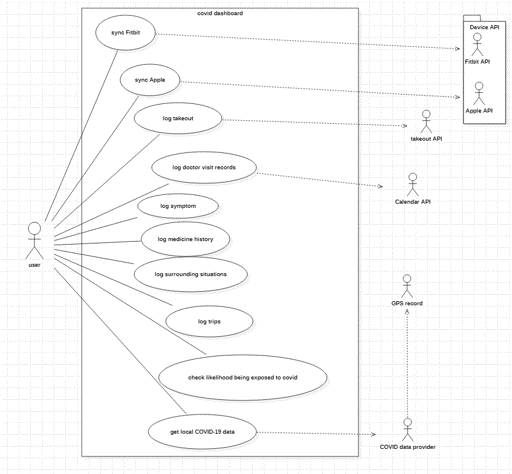 covid dashboard
sync Fitbit
Device API
Fitbit API
sync Apple
Apple API
log takeout
takeout API
log doctor visit records
Calendar API
log symptom
log medicine history
user
log surrounding situations
GPS record
log trips
check likelihood being exposed to covid
get local COVID-19 data
COVID data provider